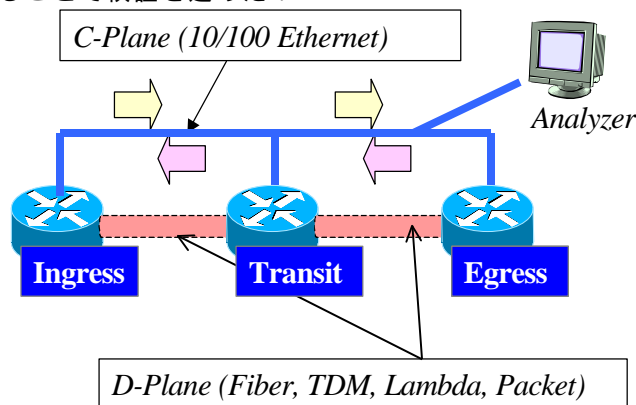 C-Plane (10/100 Ethernet)
Analyzer
Ingress
Transit
Egress
D-Plane (Fiber, TDM, Lambda, Packet)